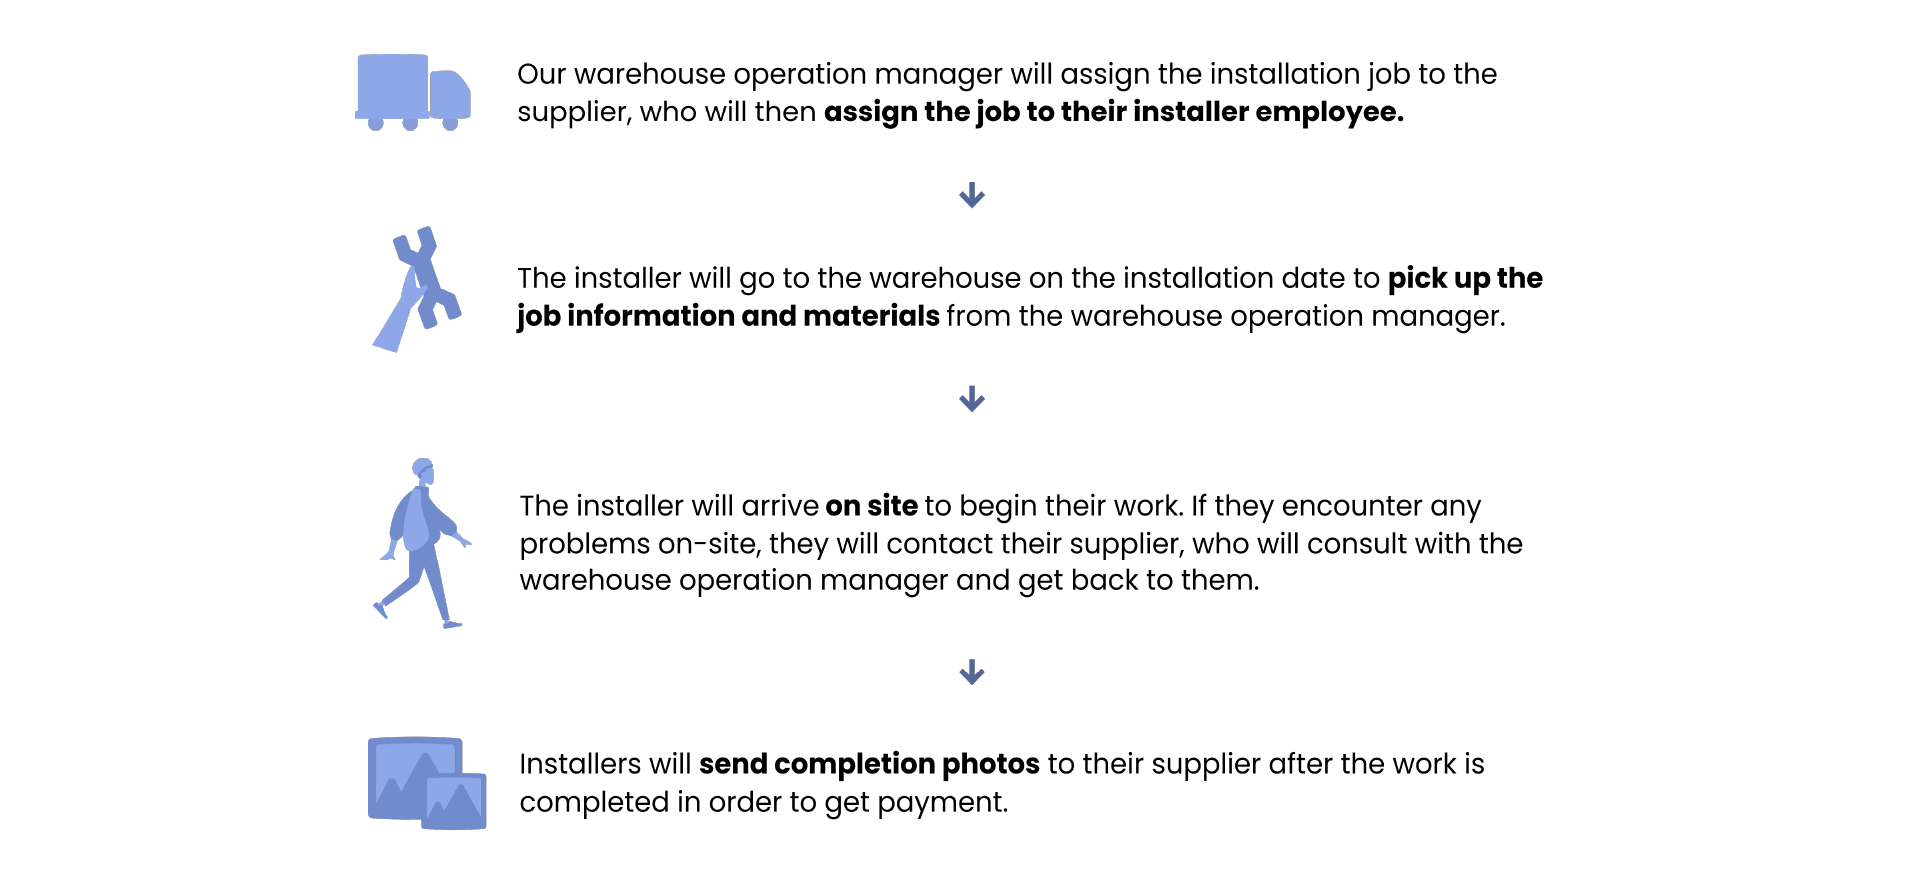 Our warehouse operation manager will assign the installation job to the
supplier, who will then assign the job to their installer employee.
The installer will go to the warehouse on the installation date to pick up the
job information and materials from the warehouse operation manager.
The installer will arrive on site to begin their work. If they encounter any
problems on-site, they will contact their supplier, who will consult with the
warehouse operation manager and get back to them.
Installers will send completion photos to their supplier after the work is
completed in order to get payment.